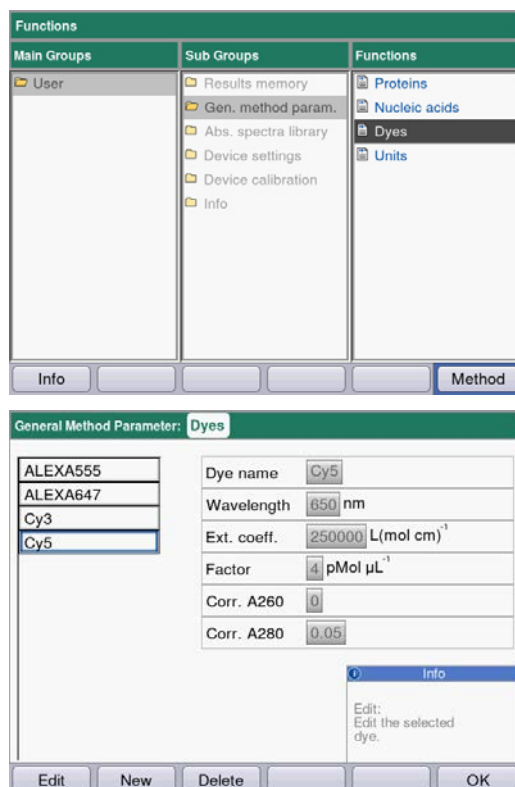 Functions
Main Groups
Sub Groups
Functions
User
Results memory
Gen. method param.
Abs. spectra library
Device settings
Device calibration
Info
Proteins
Nucleic acids
Dyes
Units
Info
Method
General Method Parameter: Dyes
ALEXA555
ALEXA647
Cy3
Cy5
Dye name Cy5
Wavelength 650 nm
Ext. coeff. 250000 L(mol cm)⁻¹
Factor 4 pMol µL⁻¹
Corr. A260 0
Corr. A280 0.05
Info
Edit:
Edit the selected
dye.
Edit
New
Delete
OK